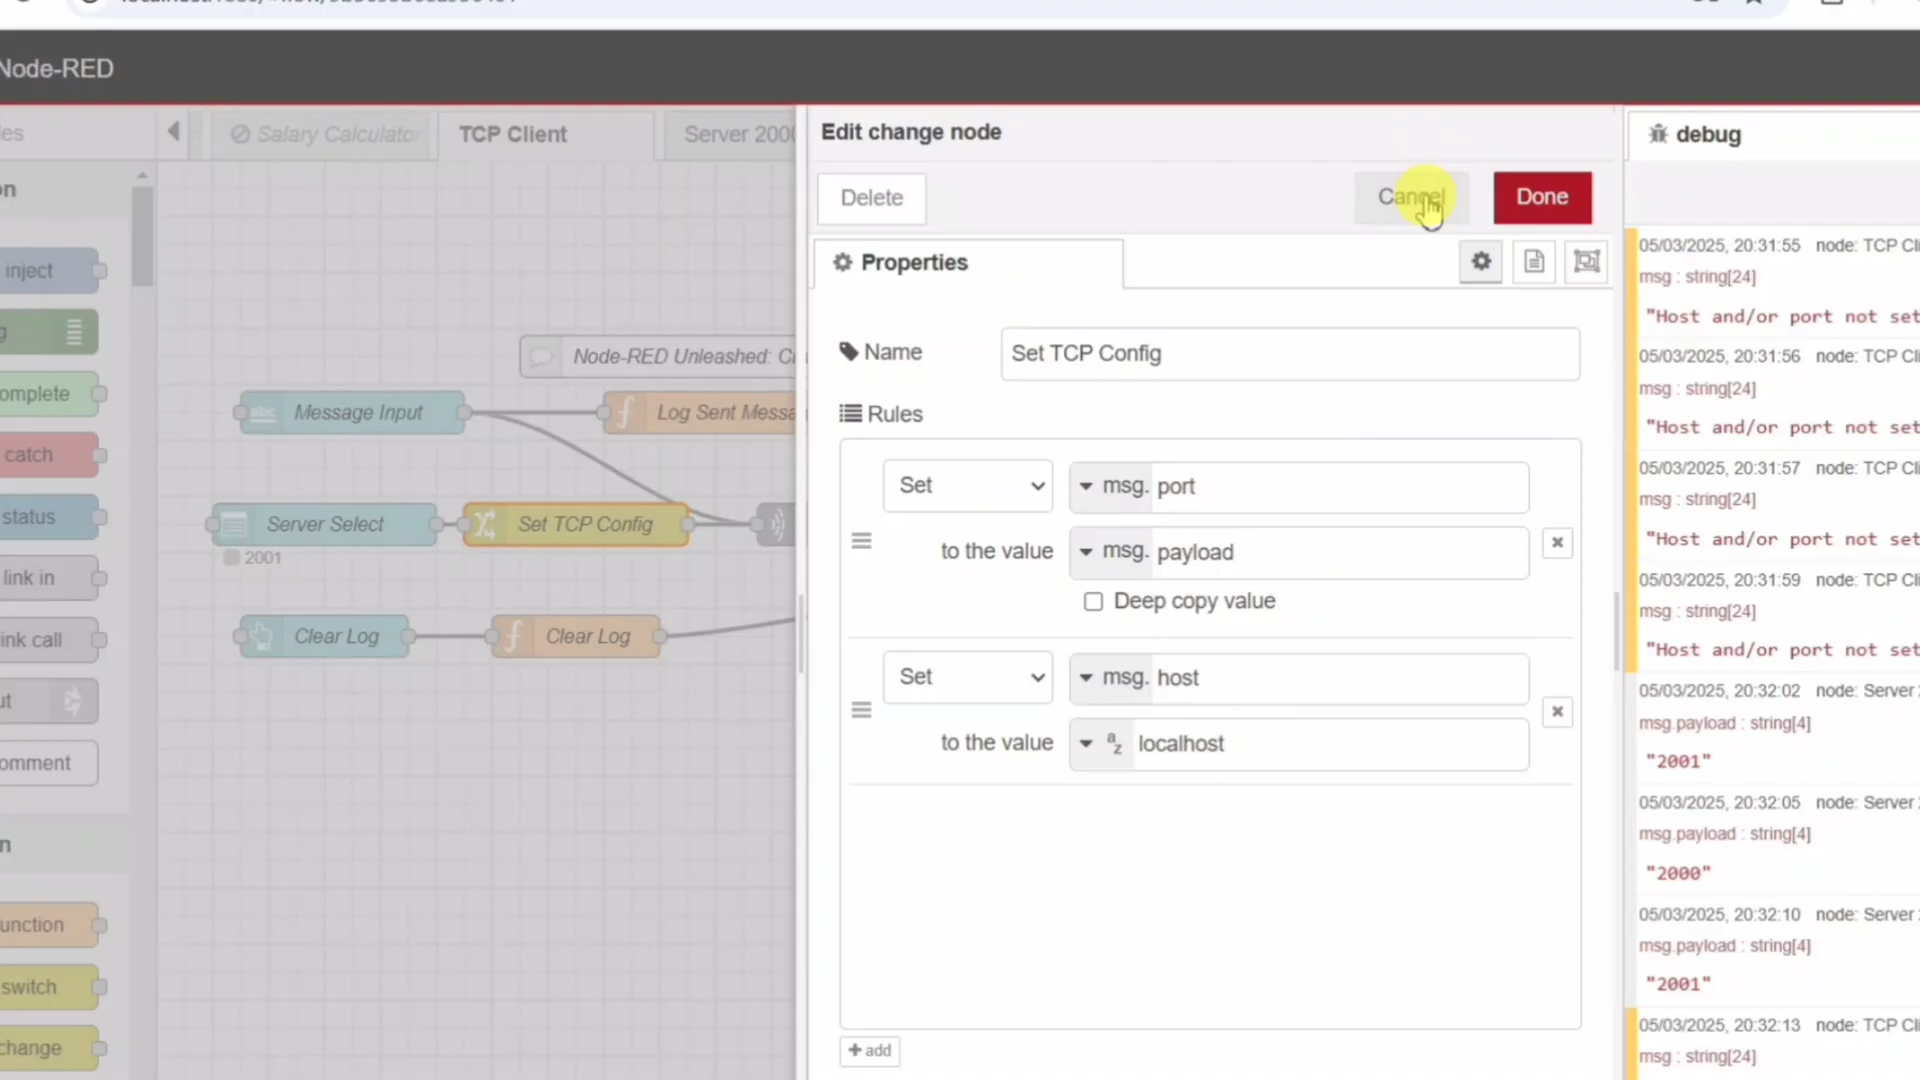 Node-RED
Salary Calculator
TCP Client
Server 2000
Edit change node
debug
Delete
Cancel
Done
Properties
Name
Set TCP Config
Rules
Set
msg. port
to the value
msg. payload
Deep copy value
Set
msg. host
to the value
localhost
add
inject
complete
catch
status
link in
link call
comment
function
switch
change
Node-RED Unleashed:
abc
Message Input
Log Sent Messa
Server Select
Set TCP Config
2001
Clear Log
Clear Log
05/03/2025, 20:31:55 node: TCP Cli
msg : string[24]
"Host and/or port not set
05/03/2025, 20:31:56 node: TCP Cli
msg : string[24]
"Host and/or port not set
05/03/2025, 20:31:57 node: TCP Cli
msg : string[24]
"Host and/or port not set
05/03/2025, 20:31:59 node: TCP Cli
msg : string[24]
"Host and/or port not set
05/03/2025, 20:32:02 node: Server
msg.payload : string[4]
"2001"
05/03/2025, 20:32:05 node: Server
msg.payload : string[4]
"2000"
05/03/2025, 20:32:10 node: Server
msg.payload : string[4]
"2001"
05/03/2025, 20:32:13 node: TCP Cli
msg : string[24]